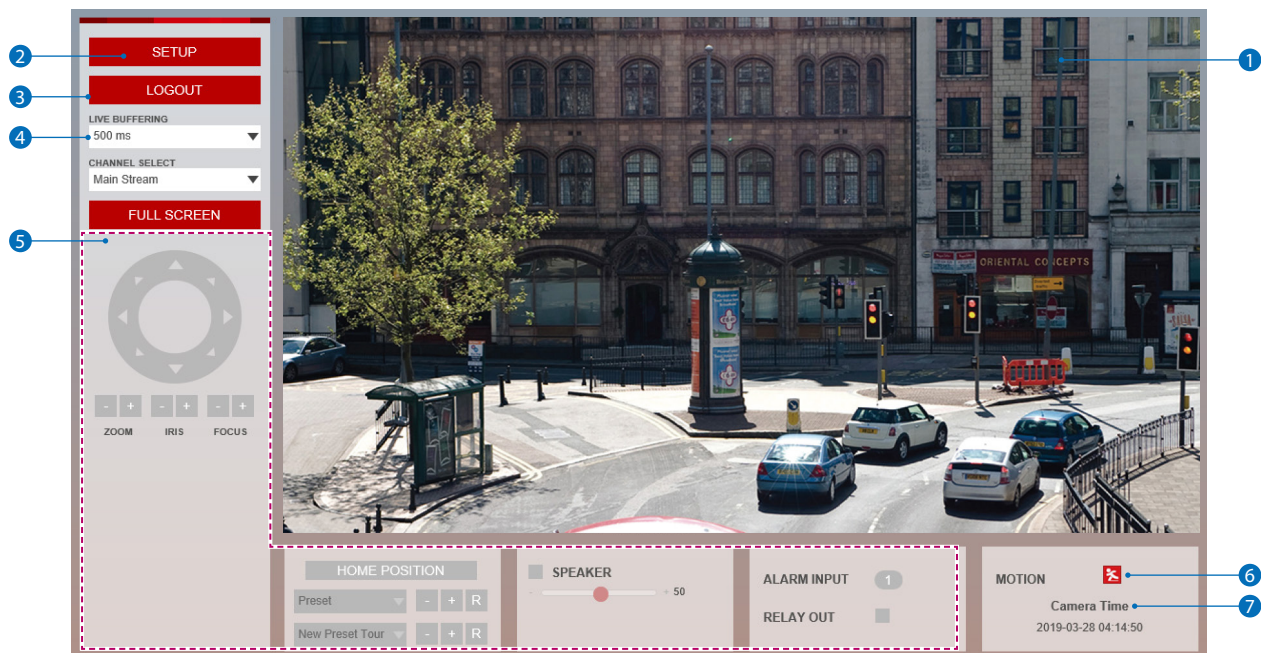 2
SETUP
3
LOGOUT
LIVE BUFFERING
4
500 ms
CHANNEL SELECT
Main Stream
FULL SCREEN
5
ZOOM
IRIS
FOCUS
- +
- +
- +
1
ORIENTAL CONCEPTS
HOME POSITION
Preset
- + R
New Preset Tour
- + R
SPEAKER
- + 50
ALARM INPUT 1
RELAY OUT
MOTION
6
Camera Time
7
2019-03-28 04:14:50